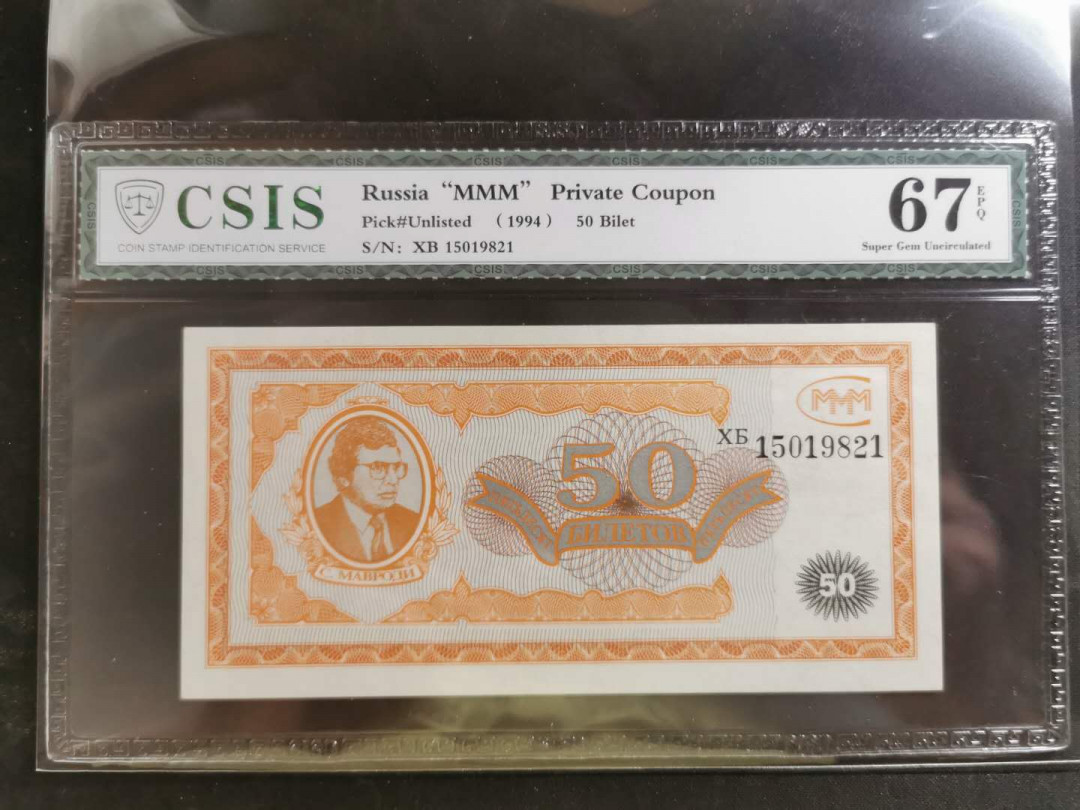 CSIS
COIN STAMP IDENTIFICATION SERVICE
Russia “MMM” Private Coupon
Pick#Unlisted （1994） 50 Bilet
S/N: XB 15019821
67 EPQ
Super Gem Uncirculated
МММ
ХБ 15019821
50
БИЛЕТОВ
С. МАВРОДИ
50